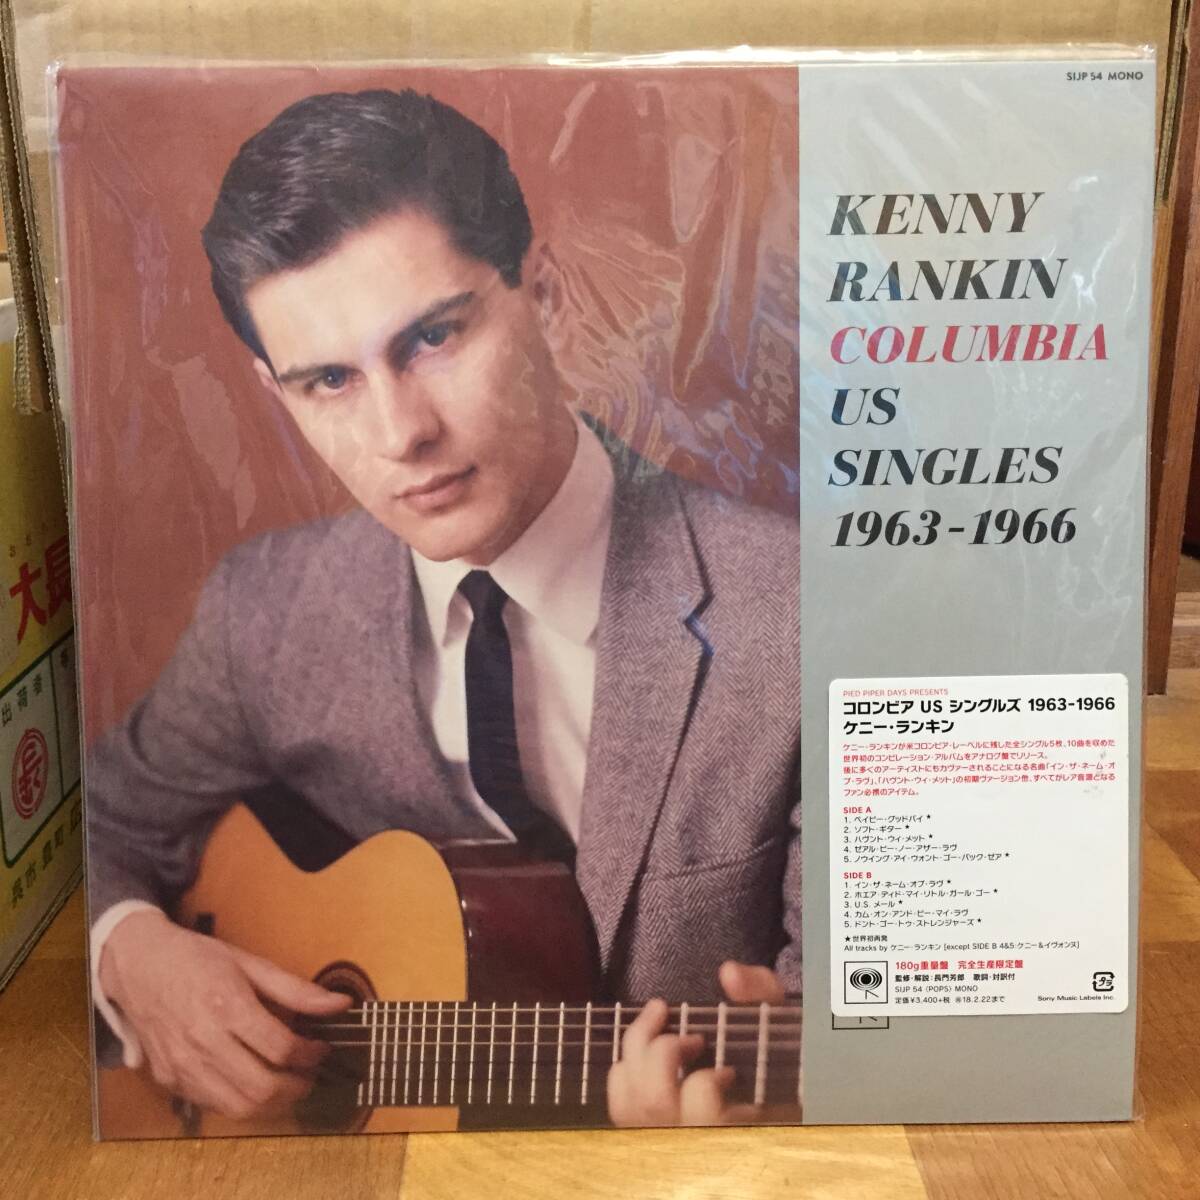 SIJP 54 MONO
KENNY
RANKIN
COLUMBIA
US
SINGLES
1963-1966
PIED PIPER DAYS PRESENTS
コロンビア US シングルズ 1963-1966
ケニー・ランキン
ケニー・ランキンが米コロンビア・レーベルに残した全シングル5枚、10曲を収めた
世界初のコンピレーション・アルバムをアナログ盤でリリース。
後に多くのアーティストにもカヴァーされることになる名曲「イン・ザ・ネーム・オ
ブ・ラヴ」、「ハヴント・ウィ・メット」の初期ヴァージョン他、すべてがレア音源となる
ファン必携のアイテム。
SIDE A
1. ベイビー・グッドバイ ★
2. ソフト・ギター ★
3. ハヴント・ウィ・メット ★
4. ゼアル・ビー・ノー・アザー・ラヴ
5. ノウイング・アイ・ウォント・ゴー・バック・ゼア ★
SIDE B
1. イン・ザ・ネーム・オブ・ラヴ ★
2. ホエア・ディド・マイ・リトル・ガール・ゴー ★
3. U.S. メール ★
4. カム・オン・アンド・ビー・マイ・ラヴ
5. ドント・ゴー・トゥ・ストレンジャーズ ★
★世界初再発
All tracks by ケニー・ランキン [except SIDE B 4&5:ケニー&イヴォンヌ]
180g重量盤 完全生産限定盤
監修・解説:長門芳郎 歌詞・対訳付
SIJP 54 (POPS) MONO
定価¥3,400+税 ®18.2.22まで
Sony Music Labels Inc.
大長
出荷者
呉市豊町